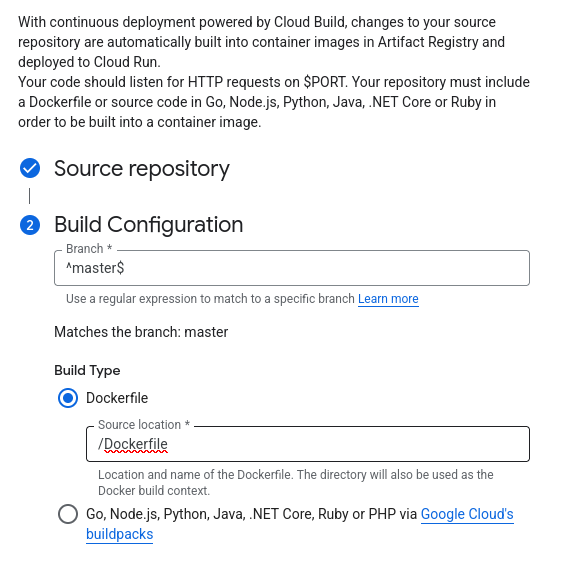 With continuous deployment powered by Cloud Build, changes to your source
repository are automatically built into container images in Artifact Registry and
deployed to Cloud Run.
Your code should listen for HTTP requests on $PORT. Your repository must include
a Dockerfile or source code in Go, Node.js, Python, Java, .NET Core or Ruby in
order to be built into a container image.
Source repository
2 Build Configuration
Branch *
^master$
Use a regular expression to match to a specific branch Learn more
Matches the branch: master
Build Type
Dockerfile
Source location *
/Dockerfile
Location and name of the Dockerfile. The directory will also be used as the
Docker build context.
Go, Node.js, Python, Java, .NET Core, Ruby or PHP via Google Cloud's
buildpacks